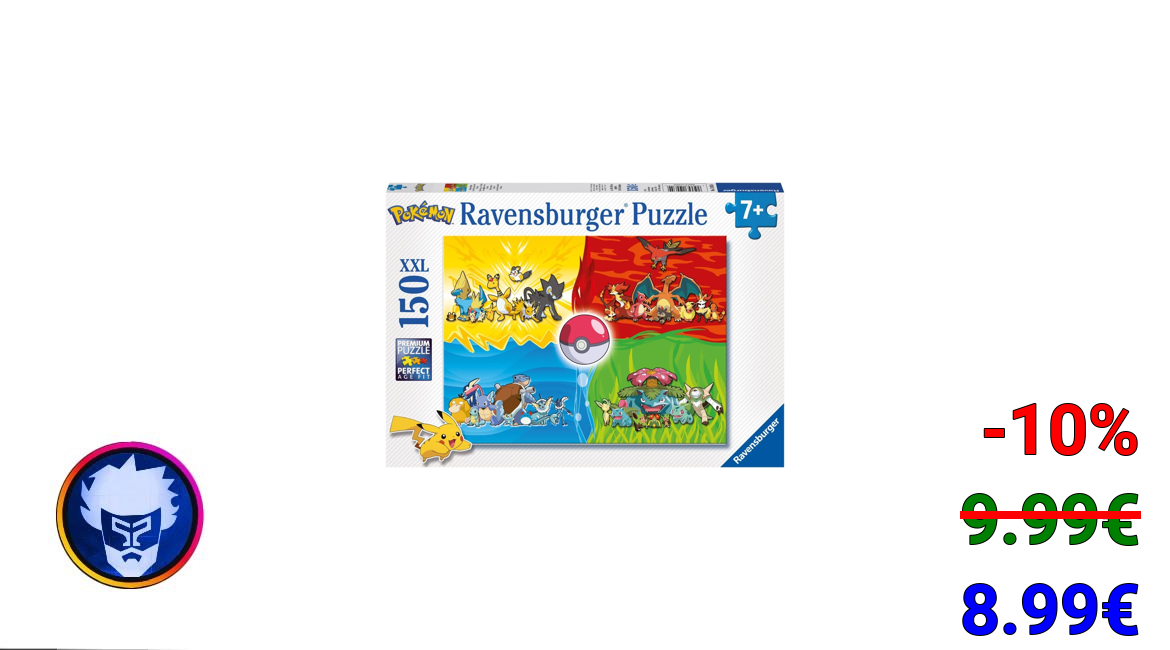 POKéMON
Ravensburger® Puzzle
7+
XXL
150
PREMIUM
PUZZLE
PERFECT
AGE FIT
Ravensburger
-10%
9.99€
8.99€